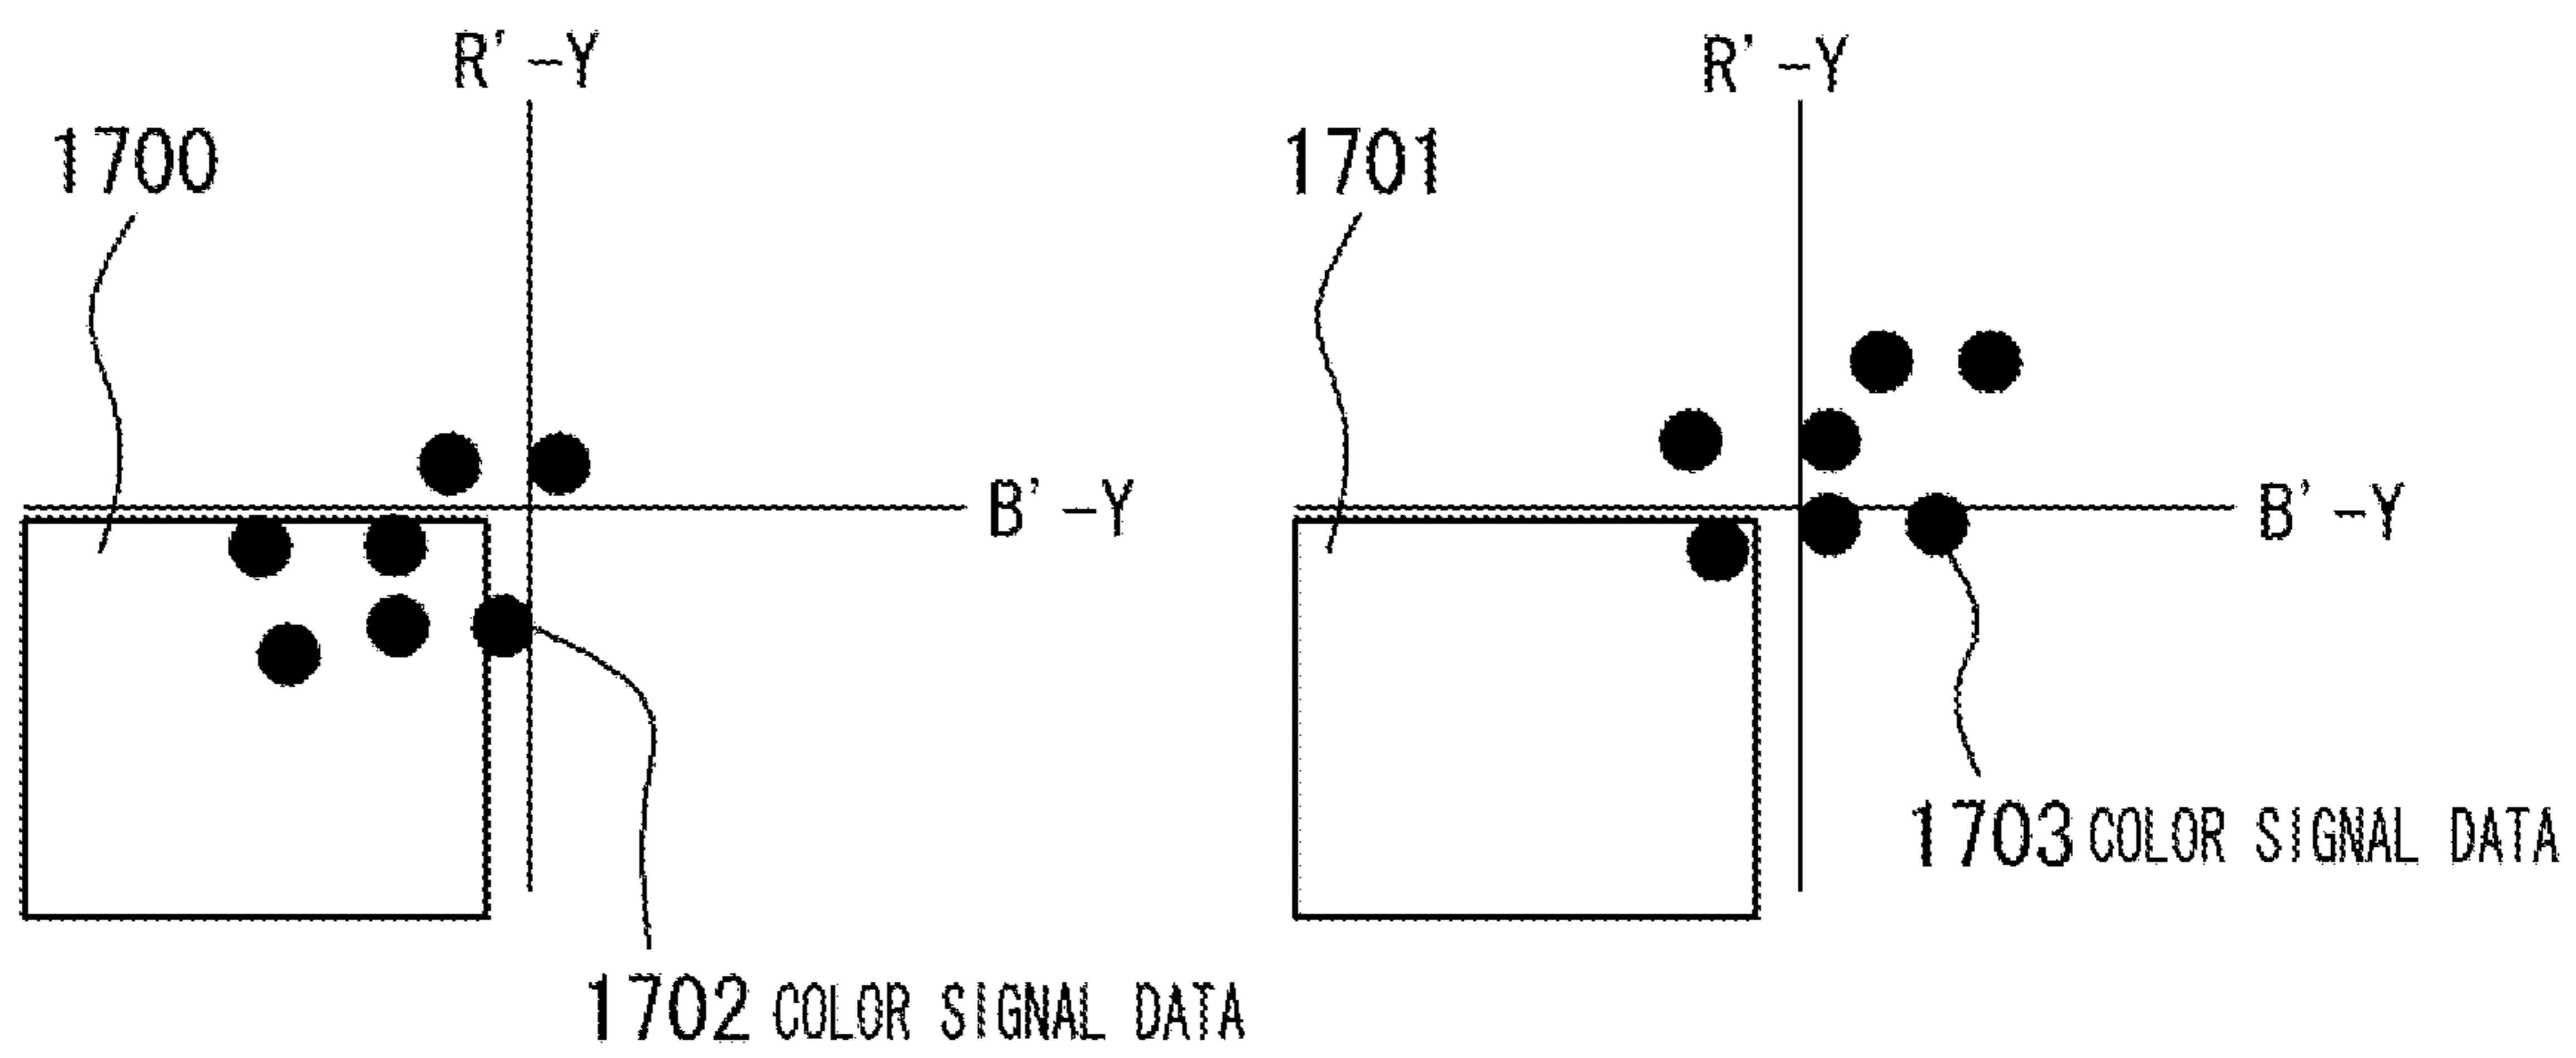 R'-Y
1700
B'-Y
1702 COLOR SIGNAL DATA
R'-Y
1701
B'-Y
1703 COLOR SIGNAL DATA